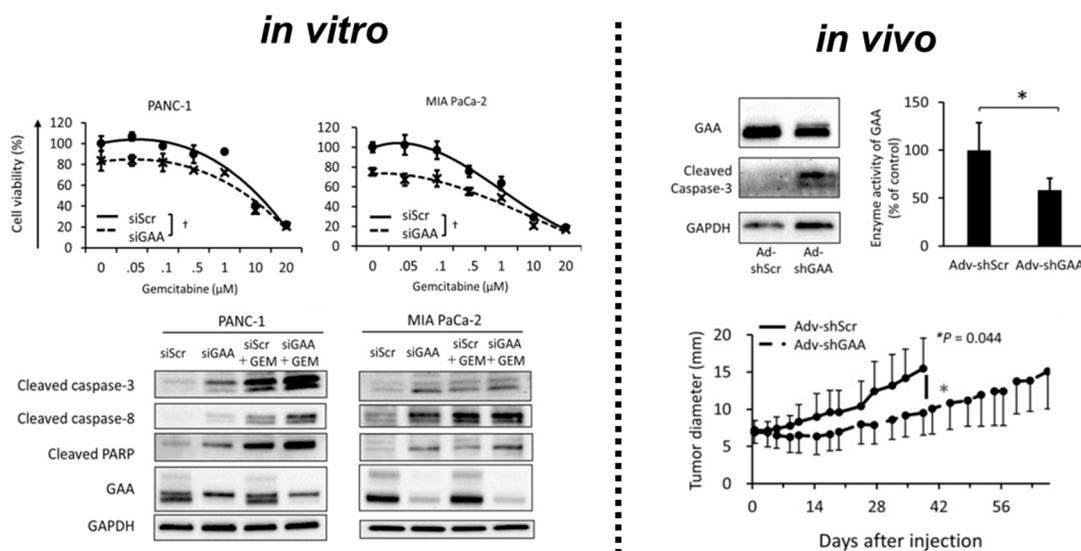 in vitro
PANC-1
Cell viability (%)
120
100
80
60
40
20
0
siScr
siGAA
†
0 .05 .1 .5 1 10 20
Gemcitabine (μM)
MIA PaCa-2
120
100
80
60
40
20
0
siScr
siGAA
†
0 .05 .1 .5 1 10 20
Gemcitabine (μM)
PANC-1
siScr siGAA siScr + GEM siGAA + GEM
MIA PaCa-2
siScr siGAA siScr + GEM siGAA + GEM
Cleaved caspase-3
Cleaved caspase-8
Cleaved PARP
GAA
GAPDH
in vivo
GAA
Cleaved
Caspase-3
GAPDH
Ad-
shScr
Ad-
shGAA
Enzyme activity of GAA
(% of control)
150
100
50
0
*
Adv-shScr Adv-shGAA
Tumor diameter (mm)
20
15
10
5
0
Adv-shScr
Adv-shGAA
*P = 0.044
*
0 14 28 42 56
Days after injection